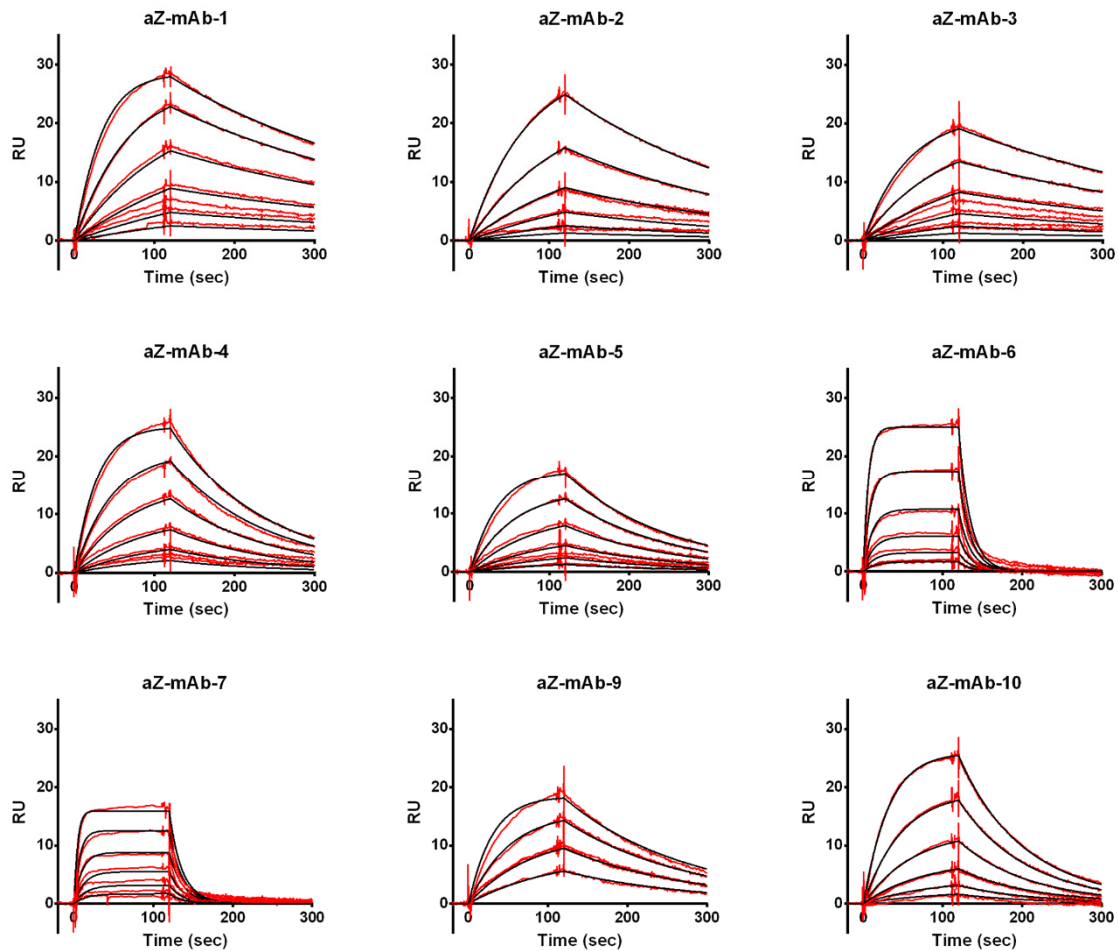 aZ-mAb-1
aZ-mAb-2
aZ-mAb-3
30
20
10
0
RU
0 100 200 300
Time (sec)
30
20
10
0
RU
0 100 200 300
Time (sec)
30
20
10
0
RU
0 100 200 300
Time (sec)
aZ-mAb-4
aZ-mAb-5
aZ-mAb-6
30
20
10
0
RU
0 100 200 300
Time (sec)
30
20
10
0
RU
0 100 200 300
Time (sec)
30
20
10
0
RU
0 100 200 300
Time (sec)
aZ-mAb-7
aZ-mAb-9
aZ-mAb-10
30
20
10
0
RU
0 100 200 300
Time (sec)
30
20
10
0
RU
0 100 200 300
Time (sec)
30
20
10
0
RU
0 100 200 300
Time (sec)